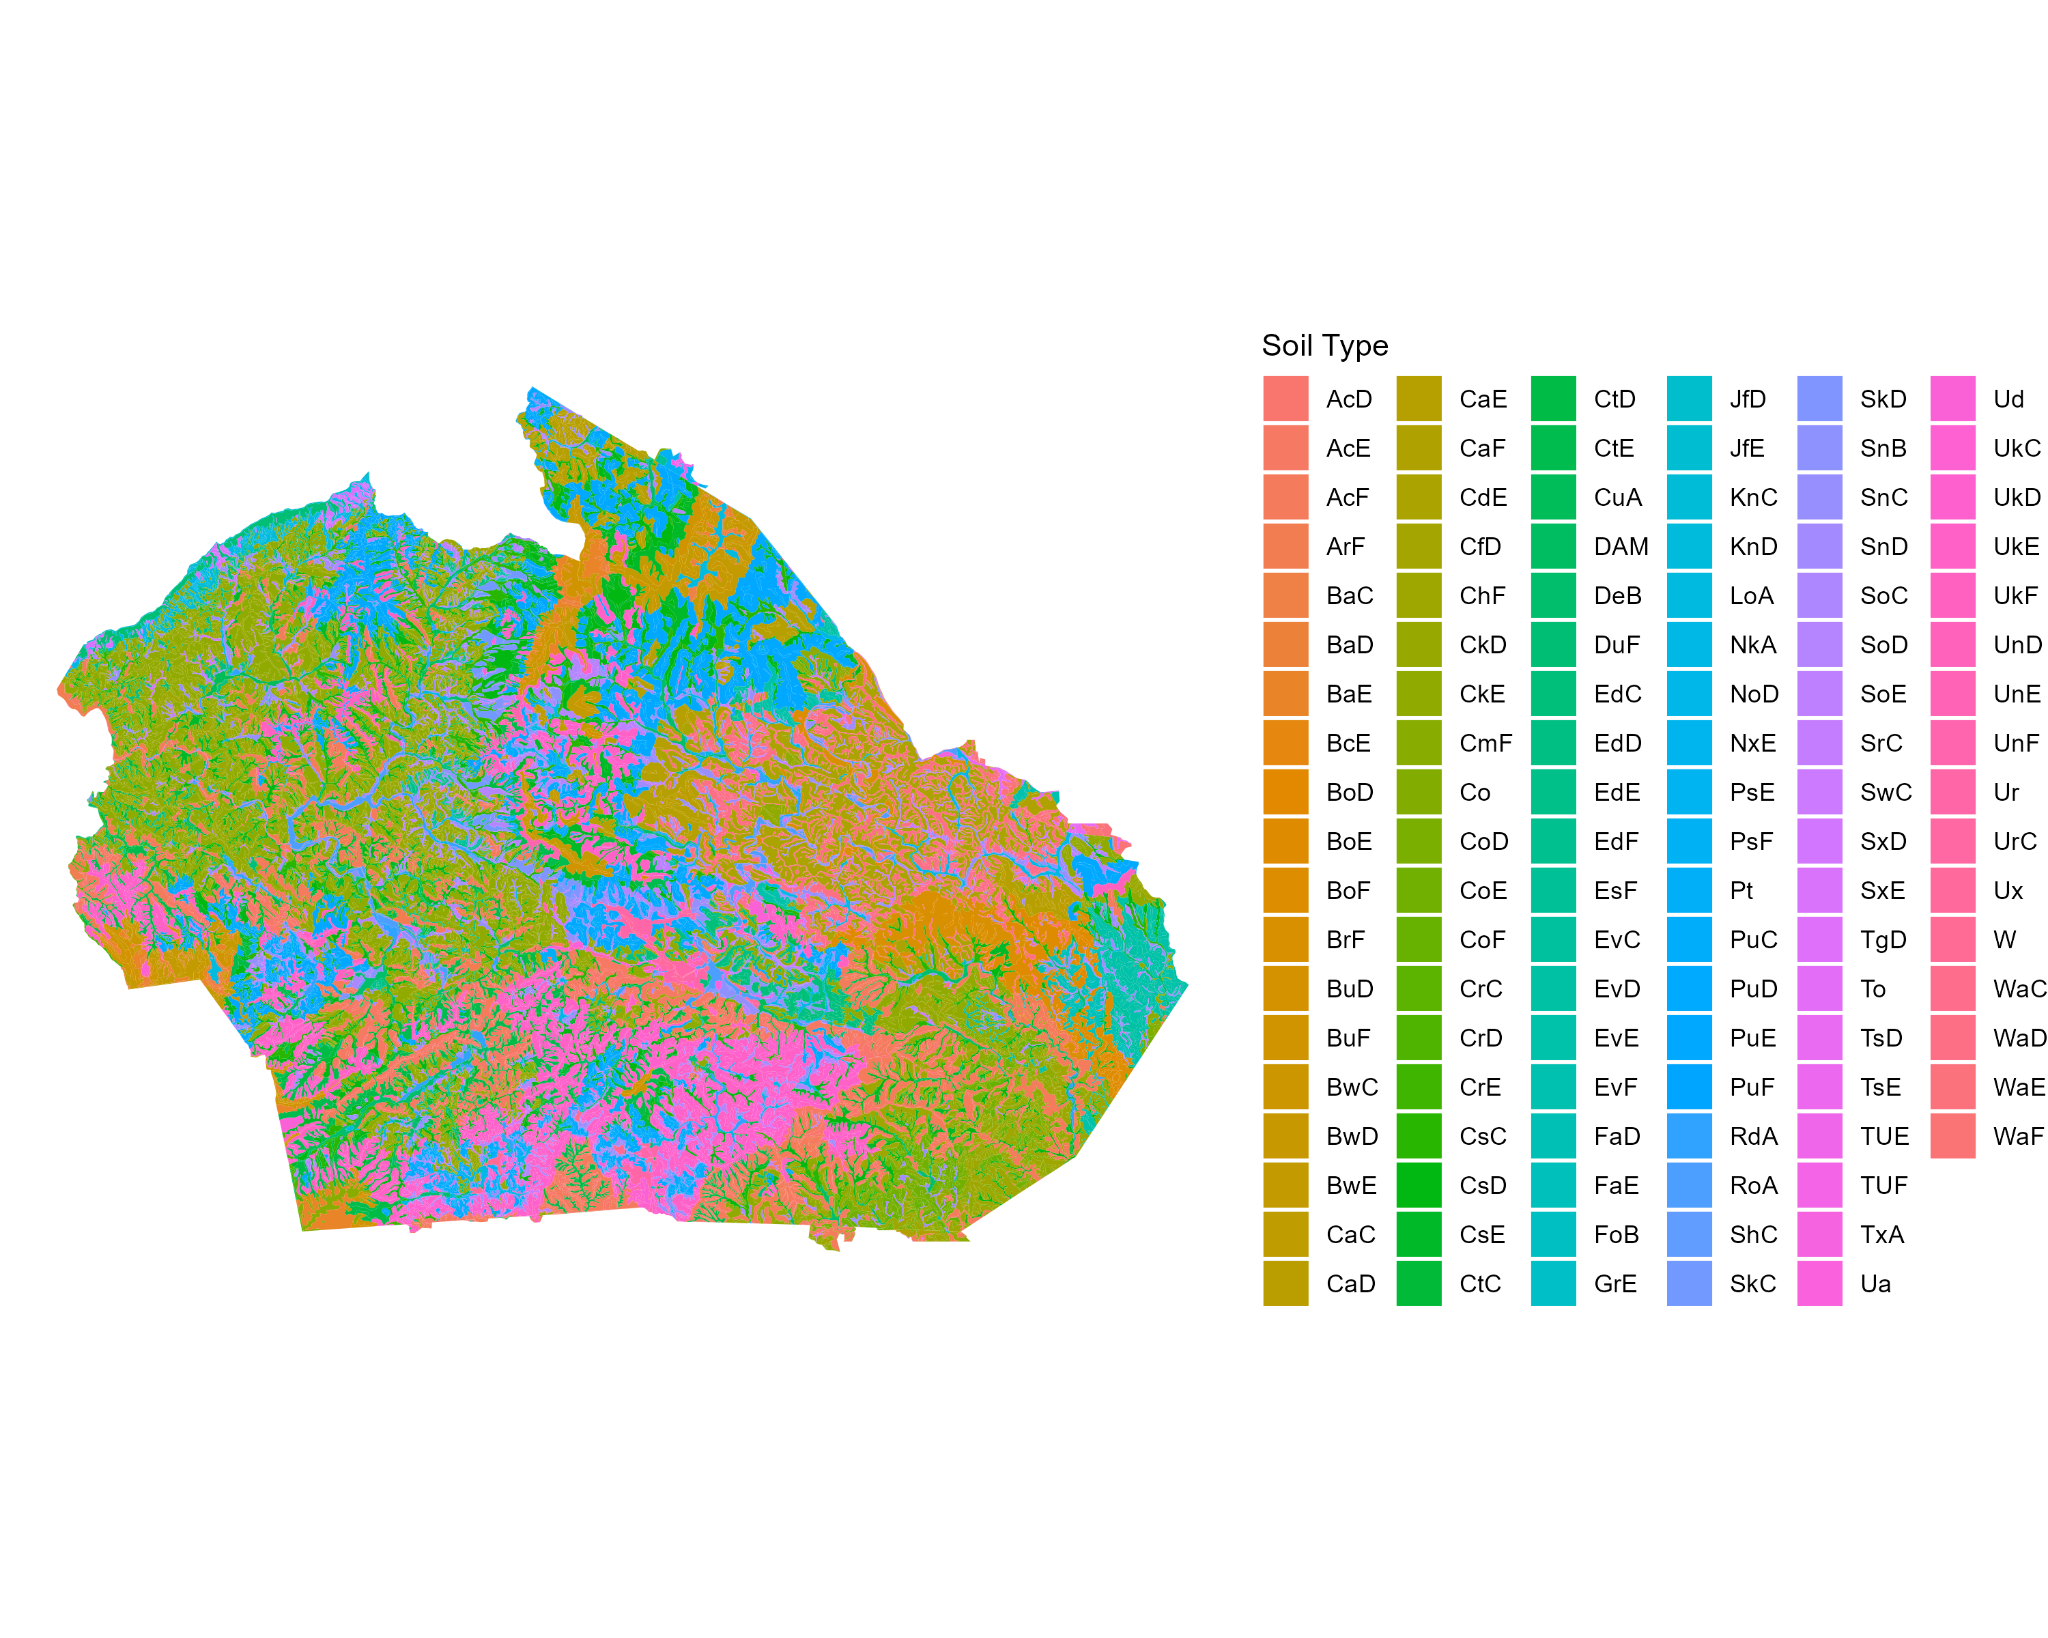 Soil Type
AcD CaE CtD JfD SkD Ud
AcE CaF CtE JfE SnB UkC
AcF CdE CuA KnC SnC UkD
ArF CfD DAM KnD SnD UkE
BaC ChF DeB LoA SoC UkF
BaD CkD DuF NkA SoD UnD
BaE CkE EdC NoD SoE UnE
BcE CmF EdD NxE SrC UnF
BoD Co EdE PsE SwC Ur
BoE CoD EdF PsF SxD UrC
BoF CoE EsF Pt SxE Ux
BrF CoF EvC PuC TgD W
BuD CrC EvD PuD To WaC
BuF CrD EvE PuE TsD WaD
BwC CrE EvF PuF TsE WaE
BwD CsC FaD RdA TUE WaF
BwE CsD FaE RoA TUF
CaC CsE FoB ShC TxA
CaD CtC GrE SkC Ua